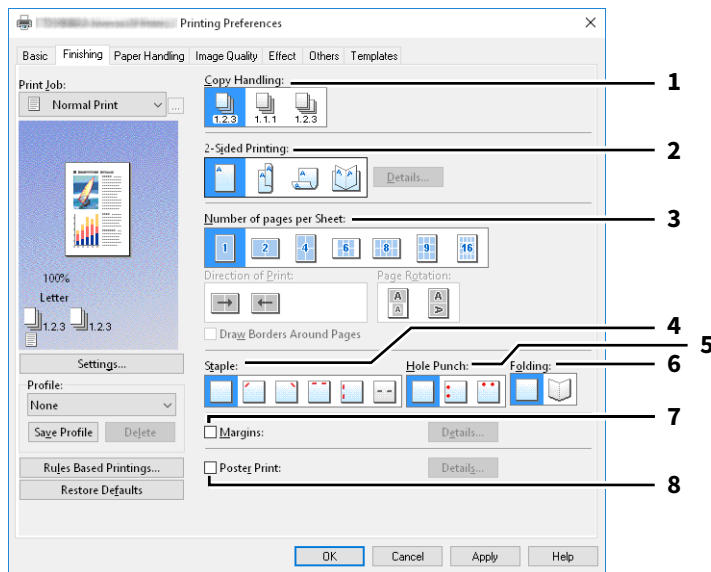 Printing Preferences
Basic Finishing Paper Handling Image Quality Effect Others Templates
Print Job:
Normal Print
...
100%
Letter
1.2.3 1.2.3
Settings...
Profile:
None
Save Profile Delete
Rules Based Printings...
Restore Defaults
Copy Handling:
1.2.3 1.1.1 1.2.3
1
2-Sided Printing:
2
A A A A
Details...
Number of pages per Sheet:
3
1 2 4 6 8 9 16
Direction of Print:
Page Rotation:
A A
A A
Draw Borders Around Pages
4
Staple:
Hole Punch:
5
Folding:
6
7
Margins:
Details...
Poster Print:
Details...
8
OK Cancel Apply Help